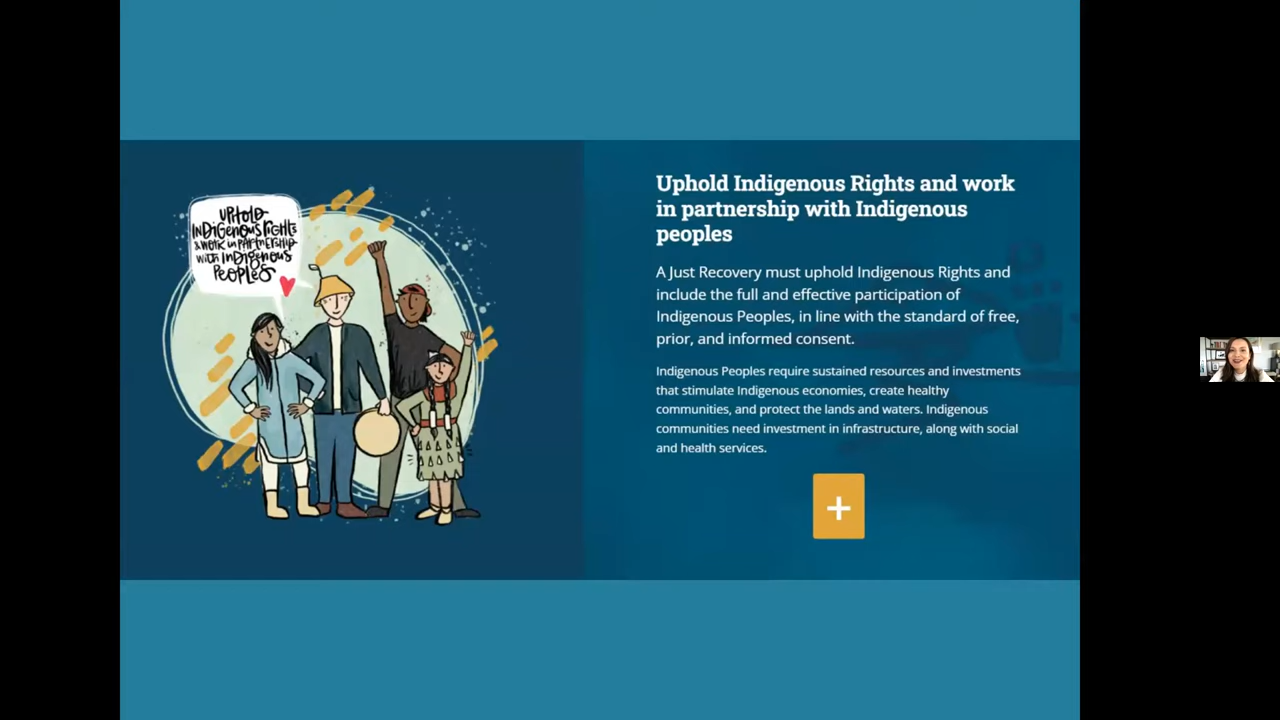 UPHOLD
INDIGENOUS RIGHTS
& WORK IN PARTNERSHIP
WITH INDIGENOUS
PEOPLES
Uphold Indigenous Rights and work
in partnership with Indigenous
peoples
A Just Recovery must uphold Indigenous Rights and
include the full and effective participation of
Indigenous Peoples, in line with the standard of free,
prior, and informed consent.
Indigenous Peoples require sustained resources and investments
that stimulate Indigenous economies, create healthy
communities, and protect the lands and waters. Indigenous
communities need investment in infrastructure, along with social
and health services.
+